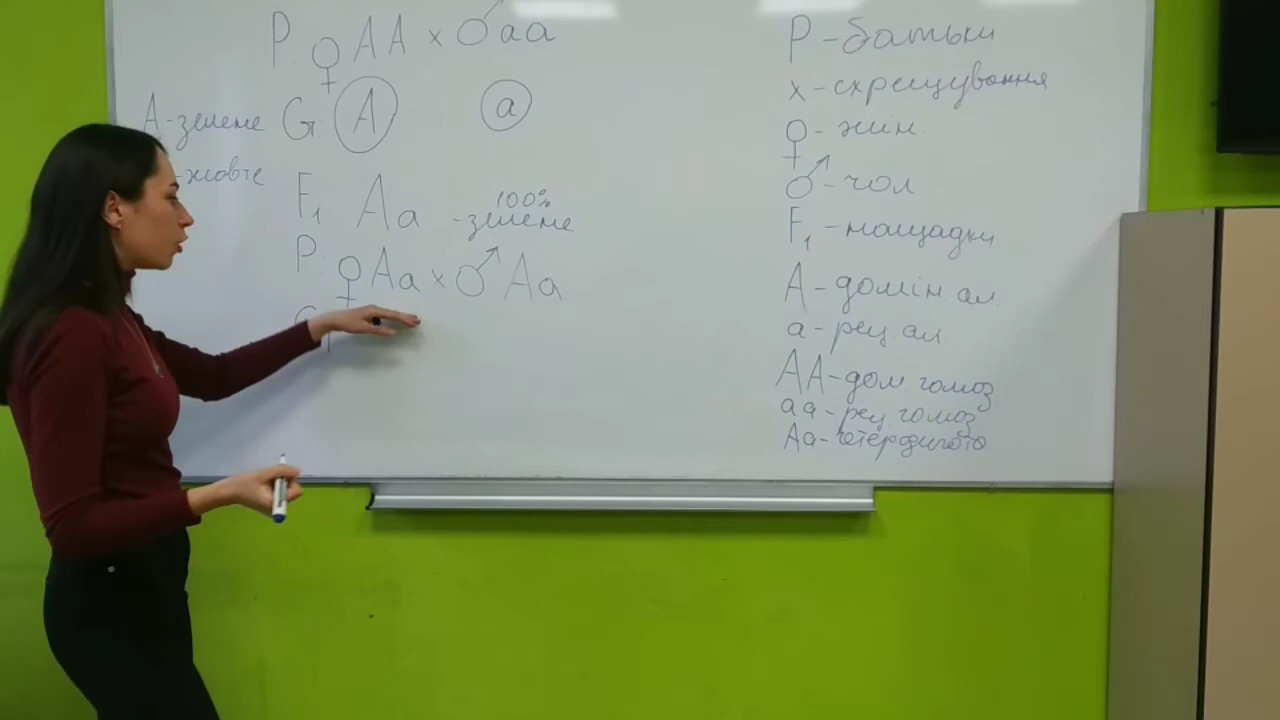 P: ♀ AA × ♂ aa
A - зелене
- жовте
G: A a
F₁ Aa - 100% зелене
P: ♀ Aa × ♂ Aa
G
P - батьки
x - схрещування
♀ - жін.
♂ - чол
F₁ - нащадки
A - домін ал
a - рец ал
AA - дом гомоз
aa - рец гомоз
Aa - гетерозигота